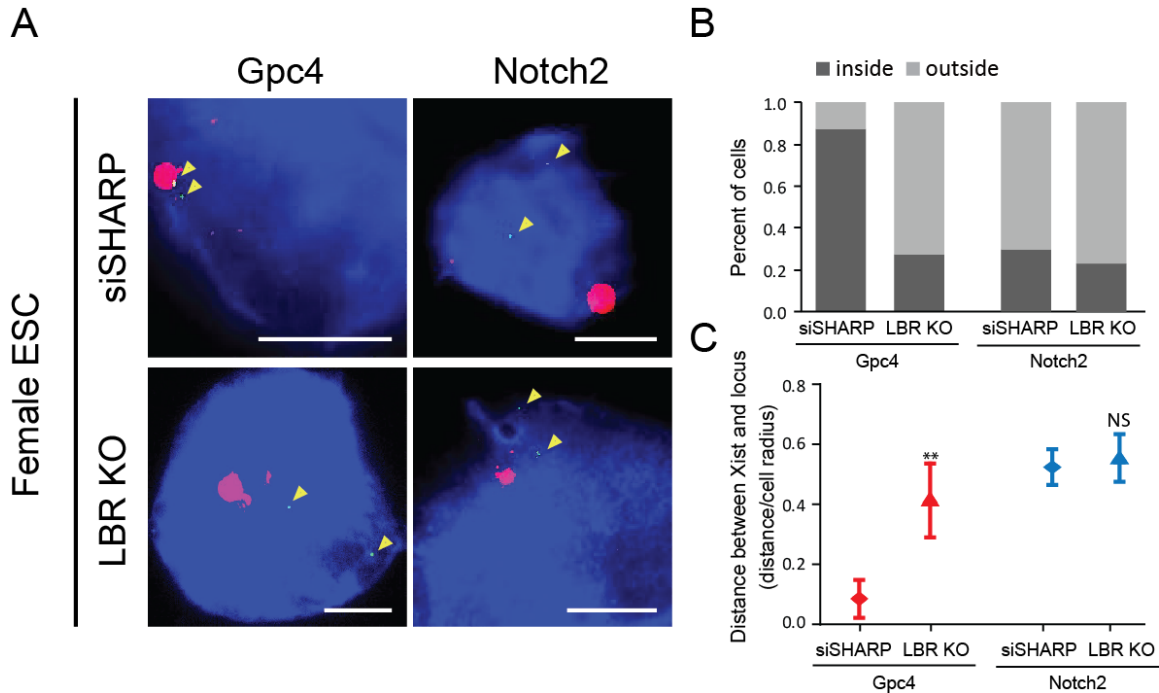 A
Gpc4
Notch2
Female ESC
siSHARP
LBR KO
B
inside
outside
Percent of cells
1.0
0.8
0.6
0.4
0.2
0.0
siSHARP
LBR KO
siSHARP
LBR KO
Gpc4
Notch2
C
Distance between Xist and locus
(distance/cell radius)
0.8
0.6
0.4
0.2
0.0
**
NS
siSHARP
LBR KO
siSHARP
LBR KO
Gpc4
Notch2